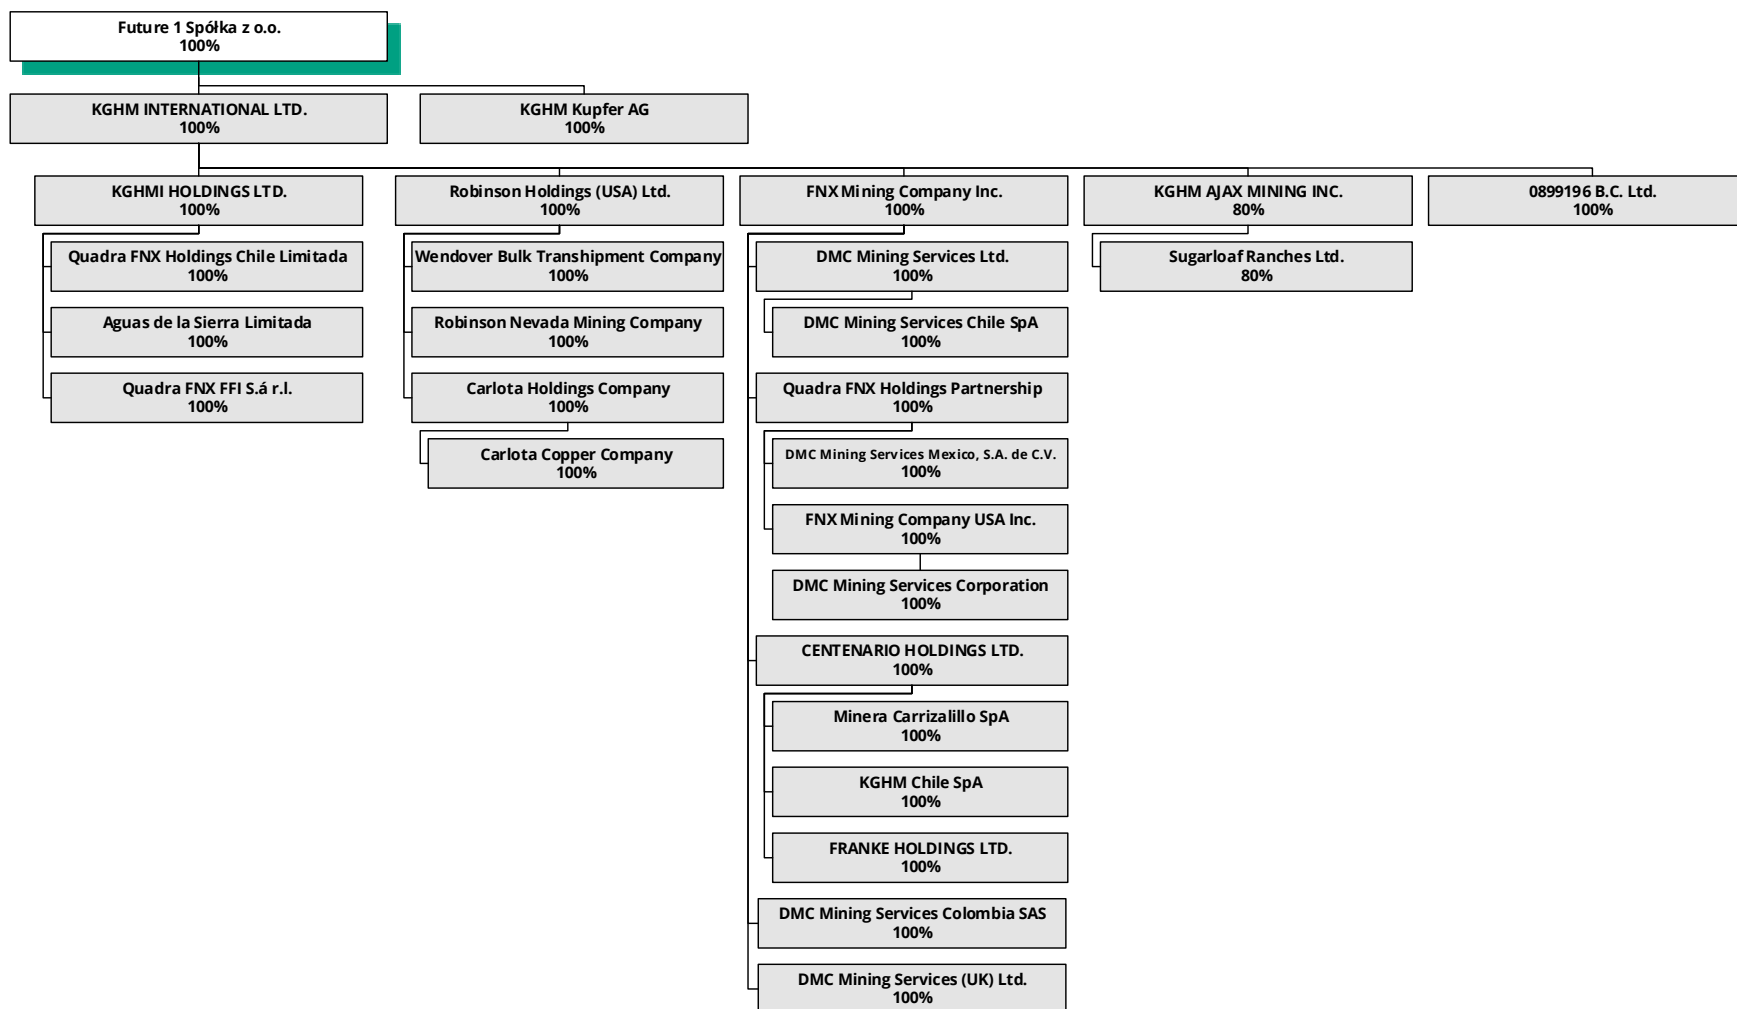 Future 1 Spółka z o.o.
100%
KGHM INTERNATIONAL LTD.
100%
KGHM Kupfer AG
100%
KGHMI HOLDINGS LTD.
100%
Robinson Holdings (USA) Ltd.
100%
FNX Mining Company Inc.
100%
KGHM AJAX MINING INC.
80%
0899196 B.C. Ltd.
100%
Quadra FNX Holdings Chile Limitada
100%
Aguas de la Sierra Limitada
100%
Quadra FNX FFI S.á r.l.
100%
Wendover Bulk Transhipment Company
100%
Robinson Nevada Mining Company
100%
Carlota Holdings Company
100%
Carlota Copper Company
100%
DMC Mining Services Ltd.
100%
DMC Mining Services Chile SpA
100%
Quadra FNX Holdings Partnership
100%
DMC Mining Services Mexico, S.A. de C.V.
100%
FNX Mining Company USA Inc.
100%
DMC Mining Services Corporation
100%
CENTENARIO HOLDINGS LTD.
100%
Minera Carrizalillo SpA
100%
KGHM Chile SpA
100%
FRANKE HOLDINGS LTD.
100%
DMC Mining Services Colombia SAS
100%
DMC Mining Services (UK) Ltd.
100%
Sugarloaf Ranches Ltd.
80%